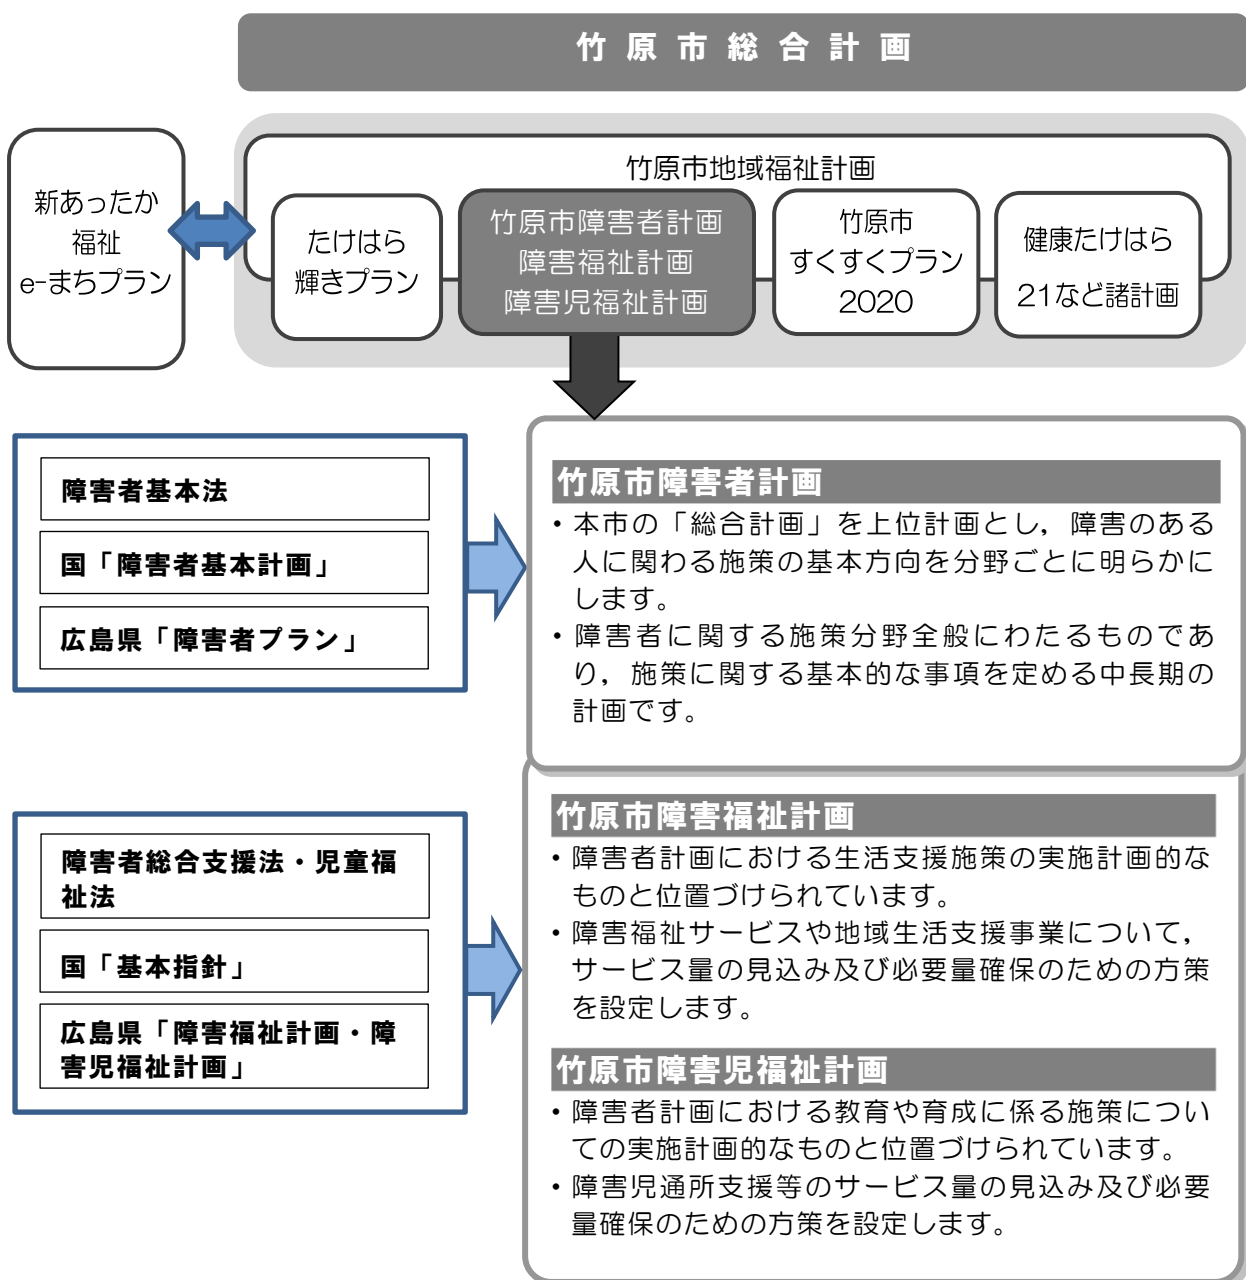 竹原市総合計画
新あったか
福祉
e-まちプラン
竹原市地域福祉計画
たけはら
輝きプラン
竹原市障害者計画
障害福祉計画
障害児福祉計画
竹原市
すくすくプラン
2020
健康たけはら
21など諸計画
障害者基本法
国「障害者基本計画」
広島県「障害者プラン」
竹原市障害者計画
・本市の「総合計画」を上位計画とし，障害のある
人に関わる施策の基本方向を分野ごとに明らかに
します。
・障害者に関する施策分野全般にわたるものであ
り，施策に関する基本的な事項を定める中長期の
計画です。
障害者総合支援法・児童福
祉法
国「基本指針」
広島県「障害福祉計画・障
害児福祉計画」
竹原市障害福祉計画
・障害者計画における生活支援施策の実施計画的な
ものと位置づけられています。
・障害福祉サービスや地域生活支援事業について，
サービス量の見込み及び必要量確保のための方策
を設定します。
竹原市障害児福祉計画
・障害者計画における教育や育成に係る施策につい
ての実施計画的なものと位置づけられています。
・障害児通所支援等のサービス量の見込み及び必要
量確保のための方策を設定します。